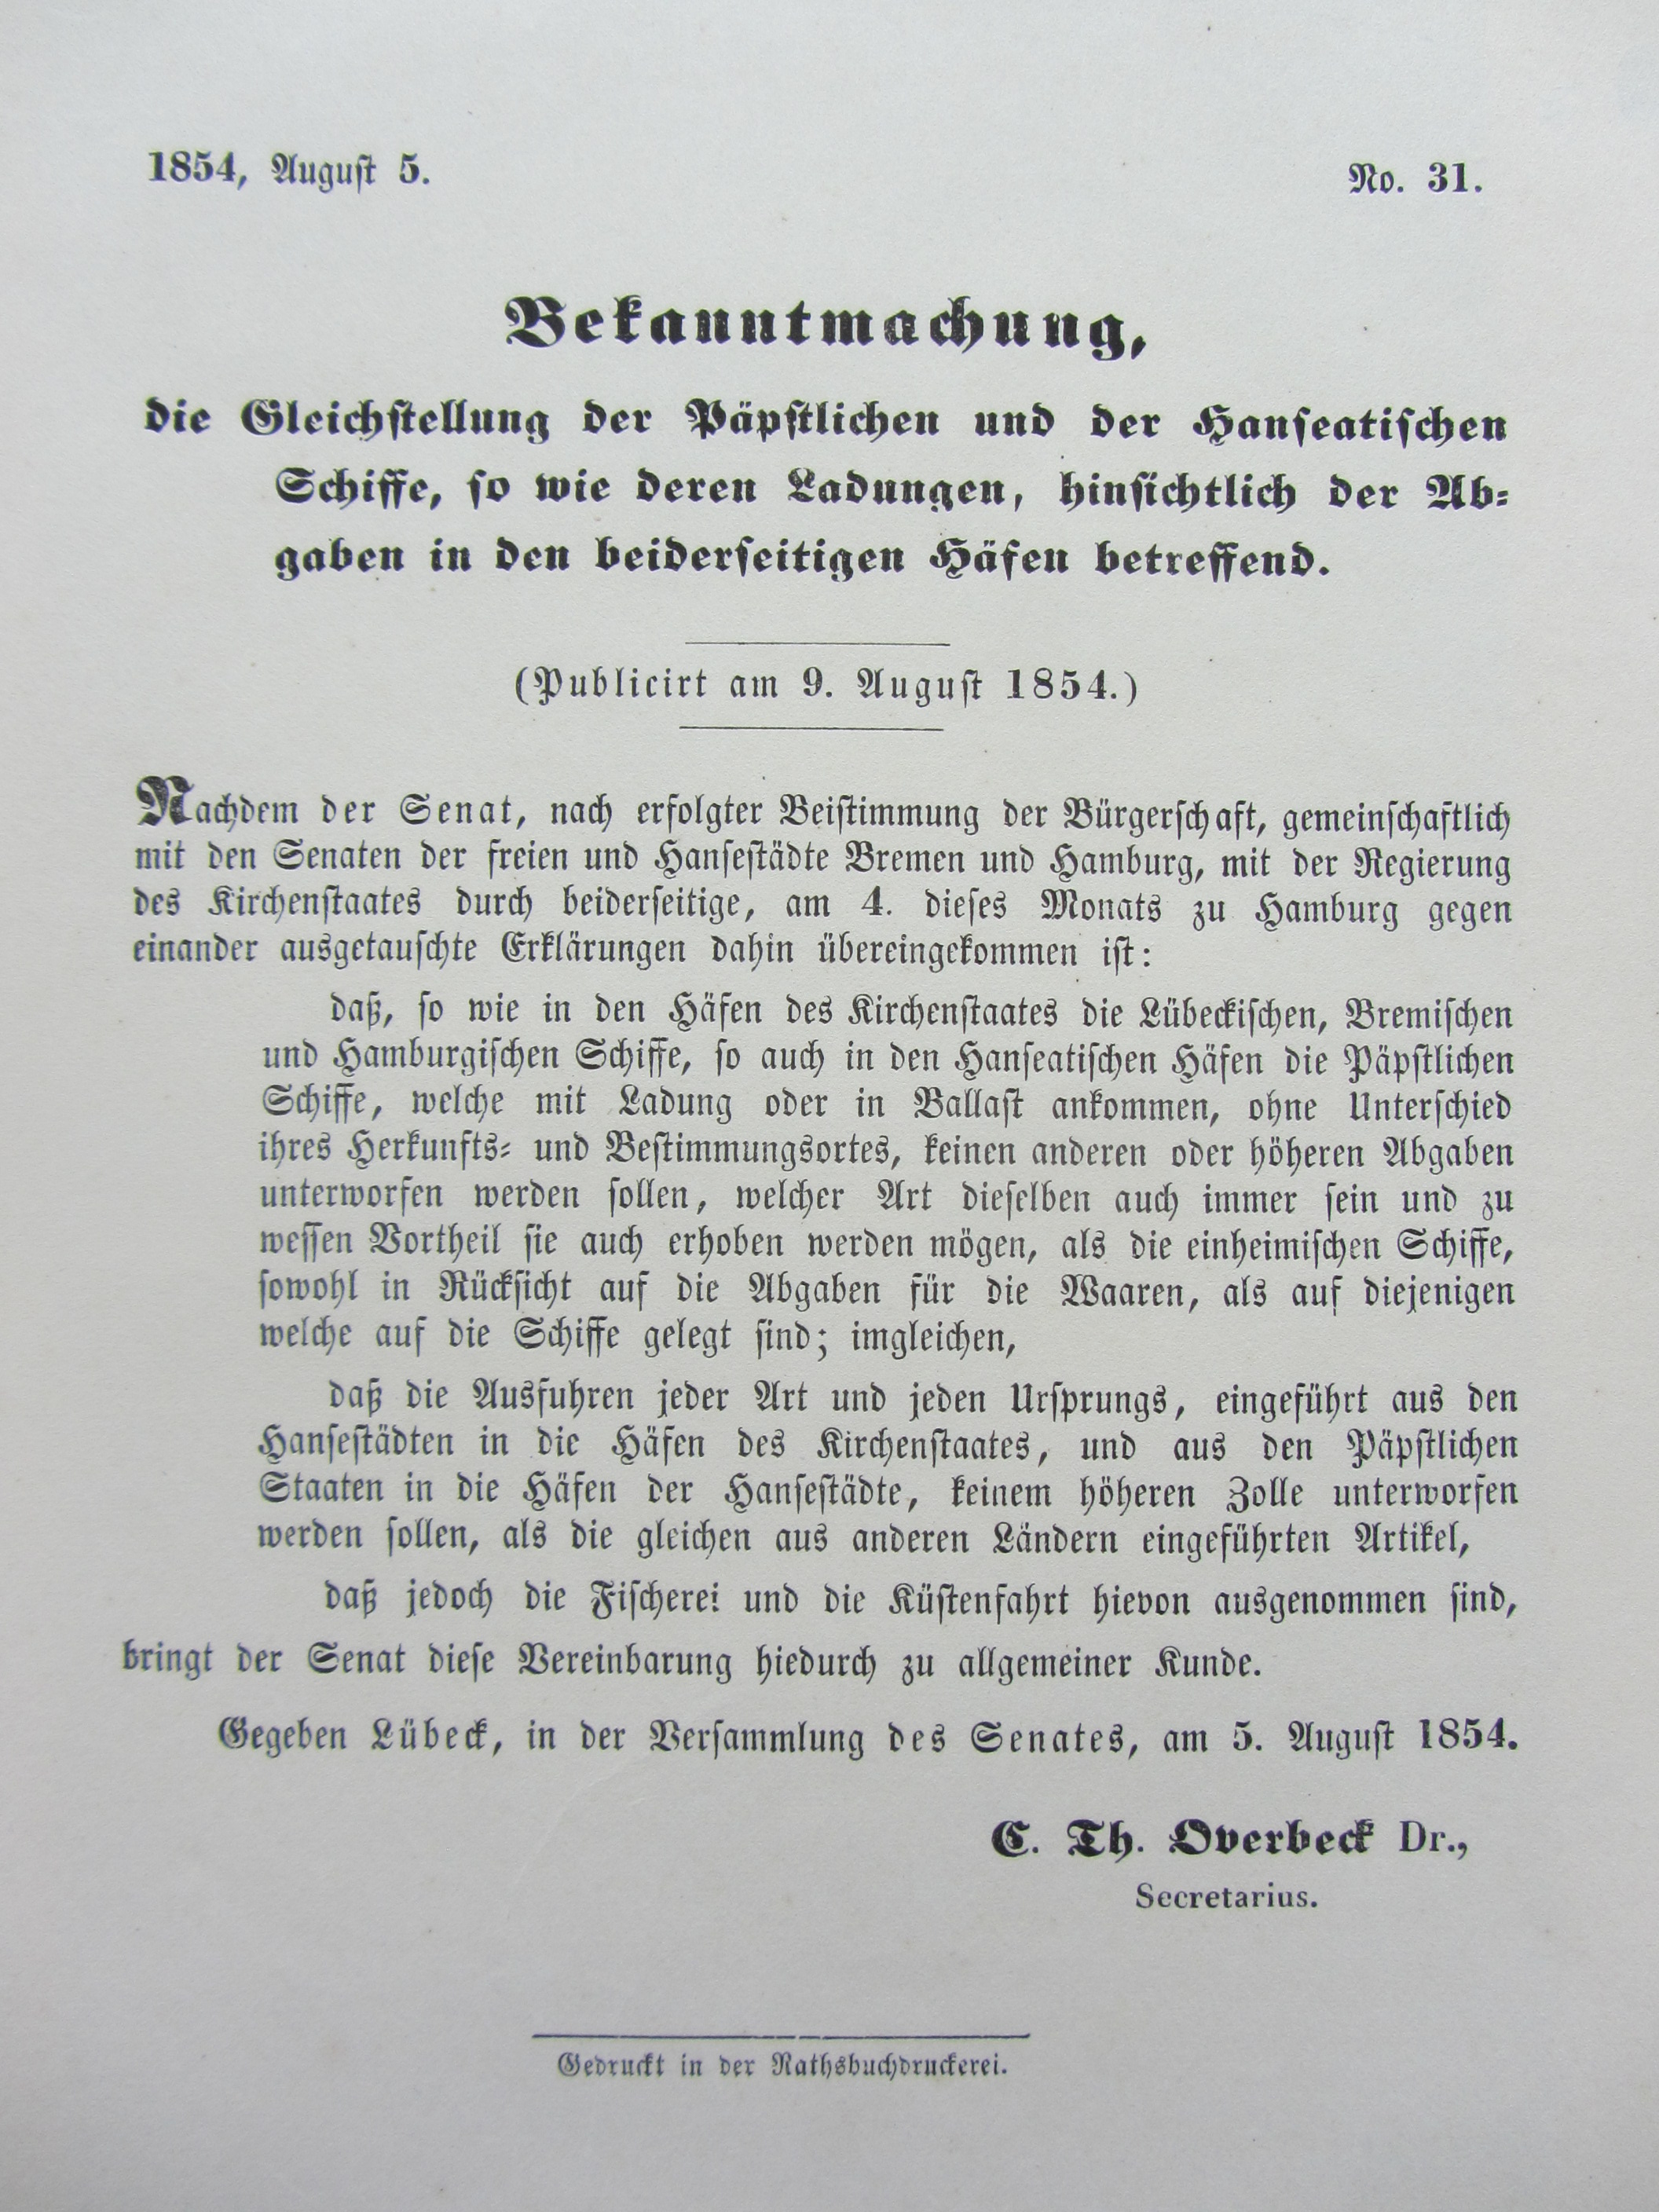 1854, August 5.
No. 31.
Bekanntmachung,
die Gleichstellung der Päpstlichen und der Hanseatischen
Schiffe, so wie deren Ladungen, hinsichtlich der Ab-
gaben in den beiderseitigen Häfen betreffend.
(Publicirt am 9. August 1854.)
Nachdem der Senat, nach erfolgter Beistimmung der Bürgerschaft, gemeinschaftlich
mit den Senaten der freien und Hansestädte Bremen und Hamburg, mit der Regierung
des Kirchenstaates durch beiderseitige, am 4. dieses Monats zu Hamburg gegen
einander ausgetauschte Erklärungen dahin übereingekommen ist:
daß, so wie in den Häfen des Kirchenstaates die Lübeckischen, Bremischen
und Hamburgischen Schiffe, so auch in den Hanseatischen Häfen die Päpstlichen
Schiffe, welche mit Ladung oder in Ballast ankommen, ohne Unterschied
ihres Herkunfts- und Bestimmungsortes, keinen anderen oder höheren Abgaben
unterworfen werden sollen, welcher Art dieselben auch immer sein und zu
wessen Vortheil sie auch erhoben werden mögen, als die einheimischen Schiffe,
sowohl in Rücksicht auf die Abgaben für die Waaren, als auf diejenigen
welche auf die Schiffe gelegt sind; imgleichen,
daß die Ausfuhren jeder Art und jeden Ursprungs, eingeführt aus den
Hansestädten in die Häfen des Kirchenstaates, und aus den Päpstlichen
Staaten in die Häfen der Hansestädte, keinem höheren Zolle unterworfen
werden sollen, als die gleichen aus anderen Ländern eingeführten Artikel,
daß jedoch die Fischerei und die Küstenfahrt hievon ausgenommen sind,
bringt der Senat diese Vereinbarung hiedurch zu allgemeiner Kunde.
Gegeben Lübeck, in der Versammlung des Senates, am 5. August 1854.
C. Th. Overbeck Dr.,
Secretarius.
Gedruckt in der Rathsbuchdruckerei.